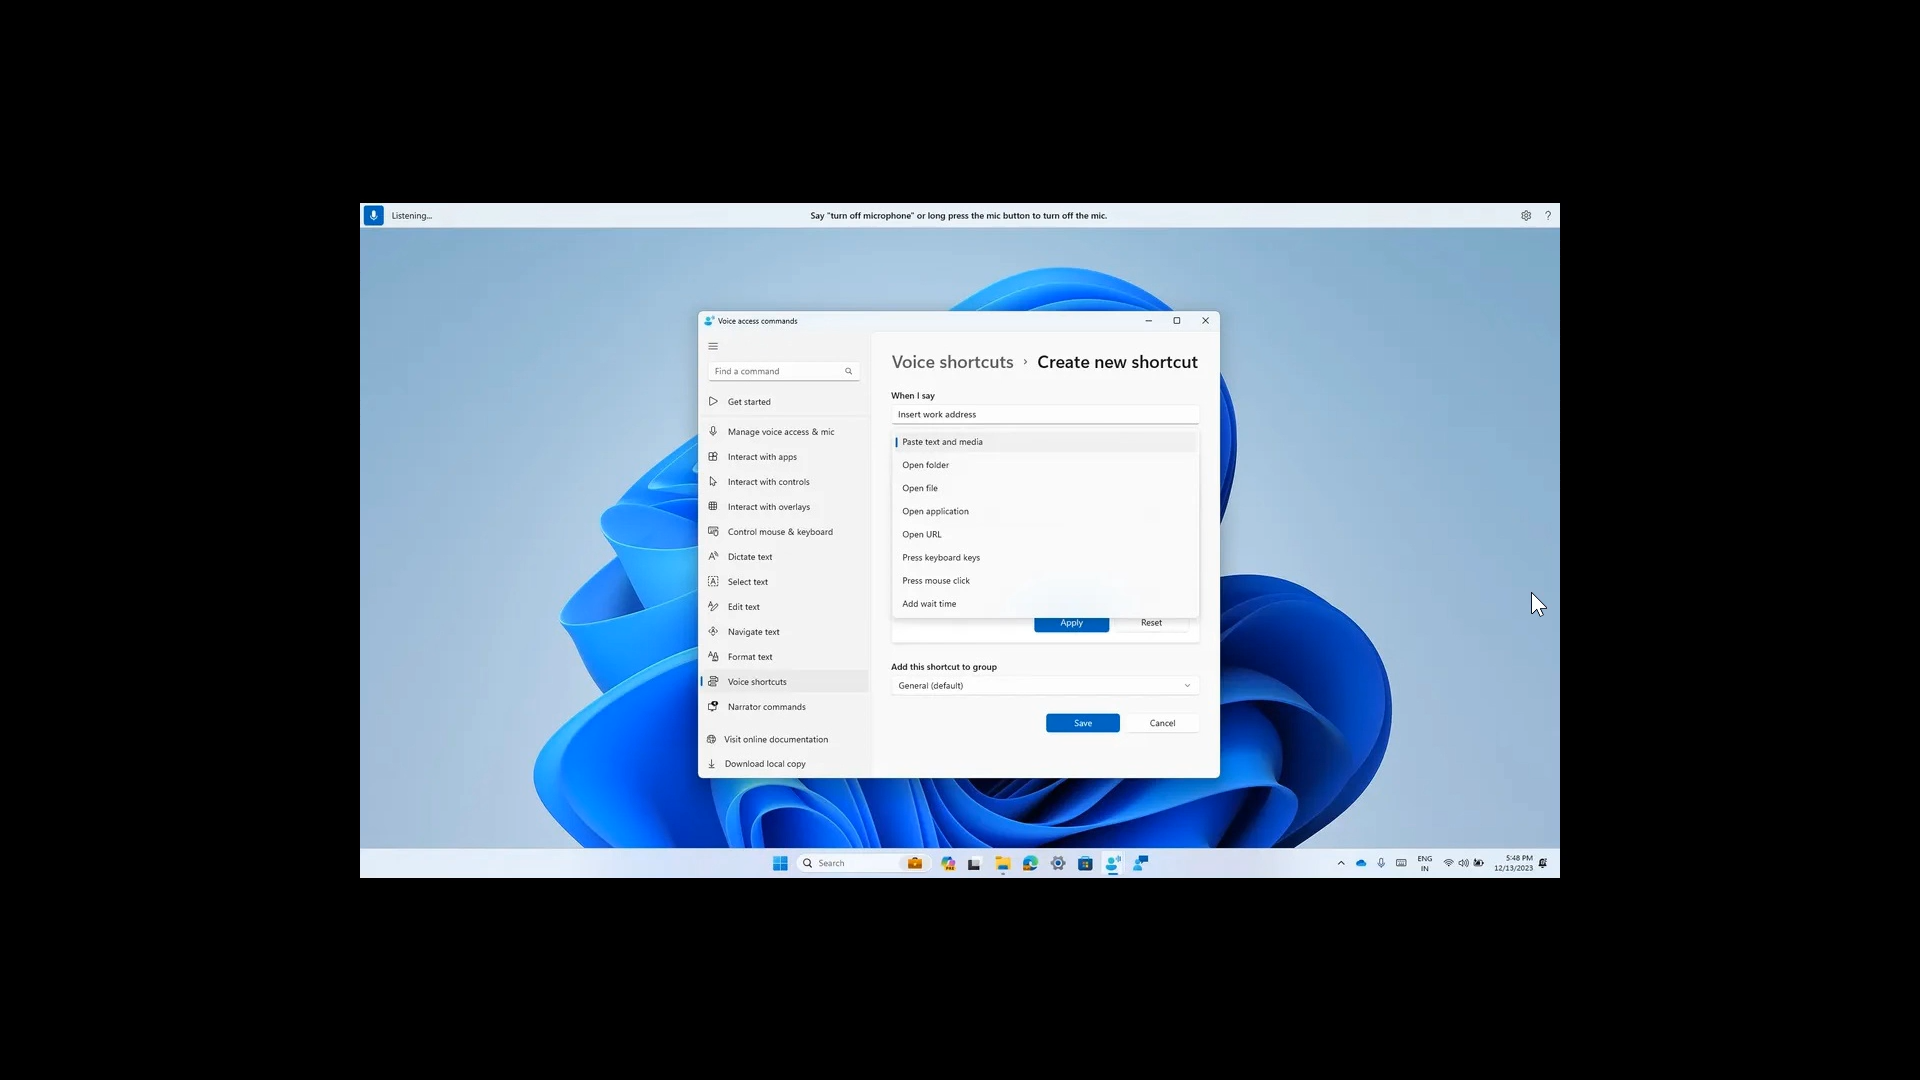 Listening...
Say "turn off microphone" or long press the mic button to turn off the mic.
?
Voice access commands
Find a command
Get started
Manage voice access & mic
Interact with apps
Interact with controls
Interact with overlays
Control mouse & keyboard
Dictate text
Select text
Edit text
Navigate text
Format text
Voice shortcuts
Narrator commands
Visit online documentation
Download local copy
Voice shortcuts › Create new shortcut
When I say
Insert work address
Paste text and media
Open folder
Open file
Open application
Open URL
Press keyboard keys
Press mouse click
Add wait time
Apply
Reset
Add this shortcut to group
General (default)
Save
Cancel
Search
ENG
IN
5:48 PM
12/13/2023